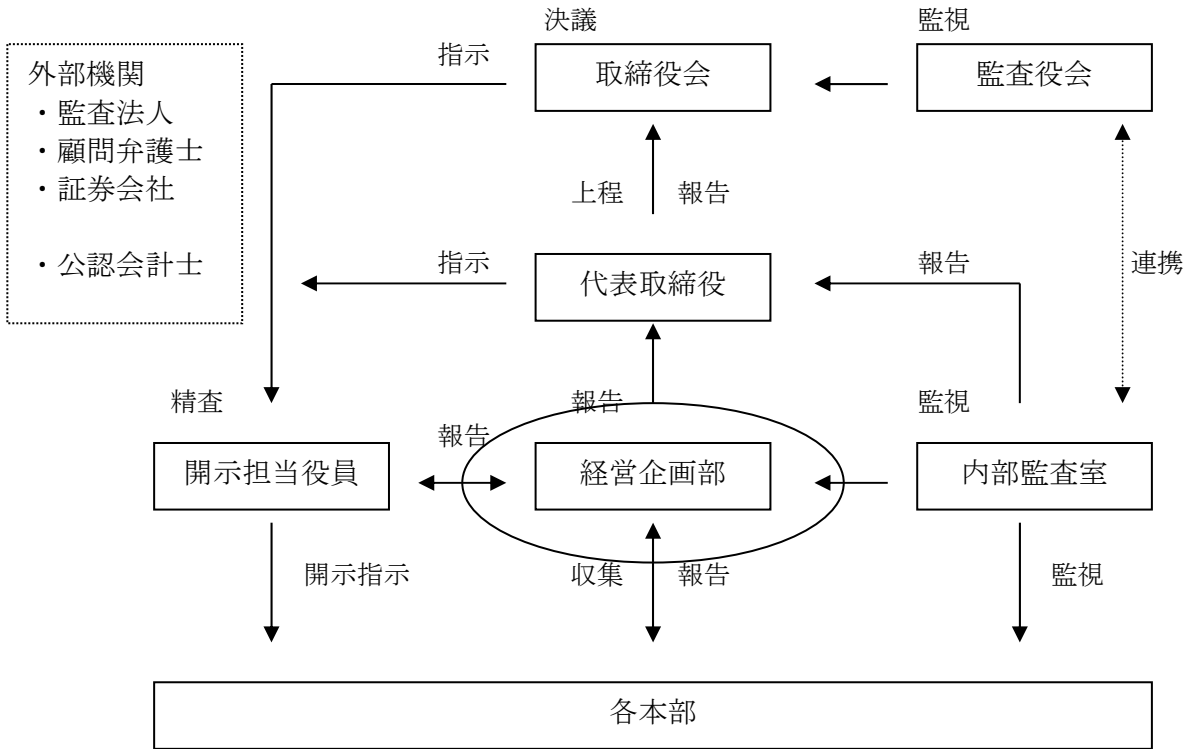 決議
監視
指示
取締役会
監査役会
外部機関
・監査法人
・顧問弁護士
・証券会社
・公認会計士
上程
報告
指示
代表取締役
報告
連携
精査
報告
監視
報告
開示担当役員
経営企画部
内部監査室
開示指示
収集
報告
監視
各本部